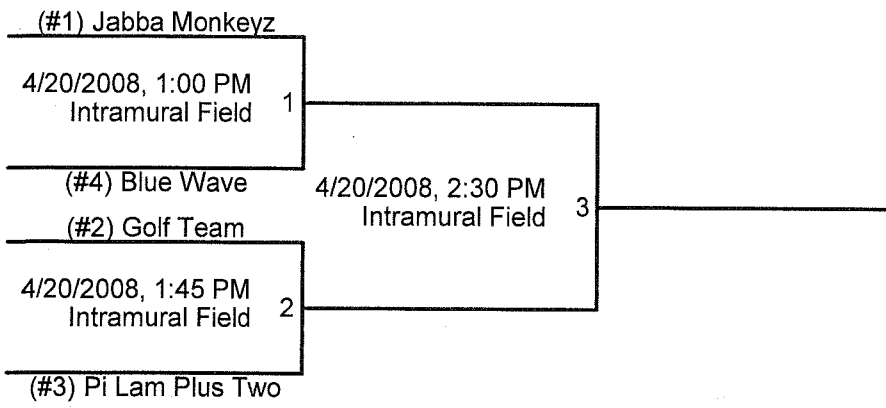 (#1) Jabba Monkeyz
4/20/2008, 1:00 PM
Intramural Field
1
(#4) Blue Wave
(#2) Golf Team
4/20/2008, 1:45 PM
Intramural Field
2
(#3) Pi Lam Plus Two
4/20/2008, 2:30 PM
Intramural Field
3